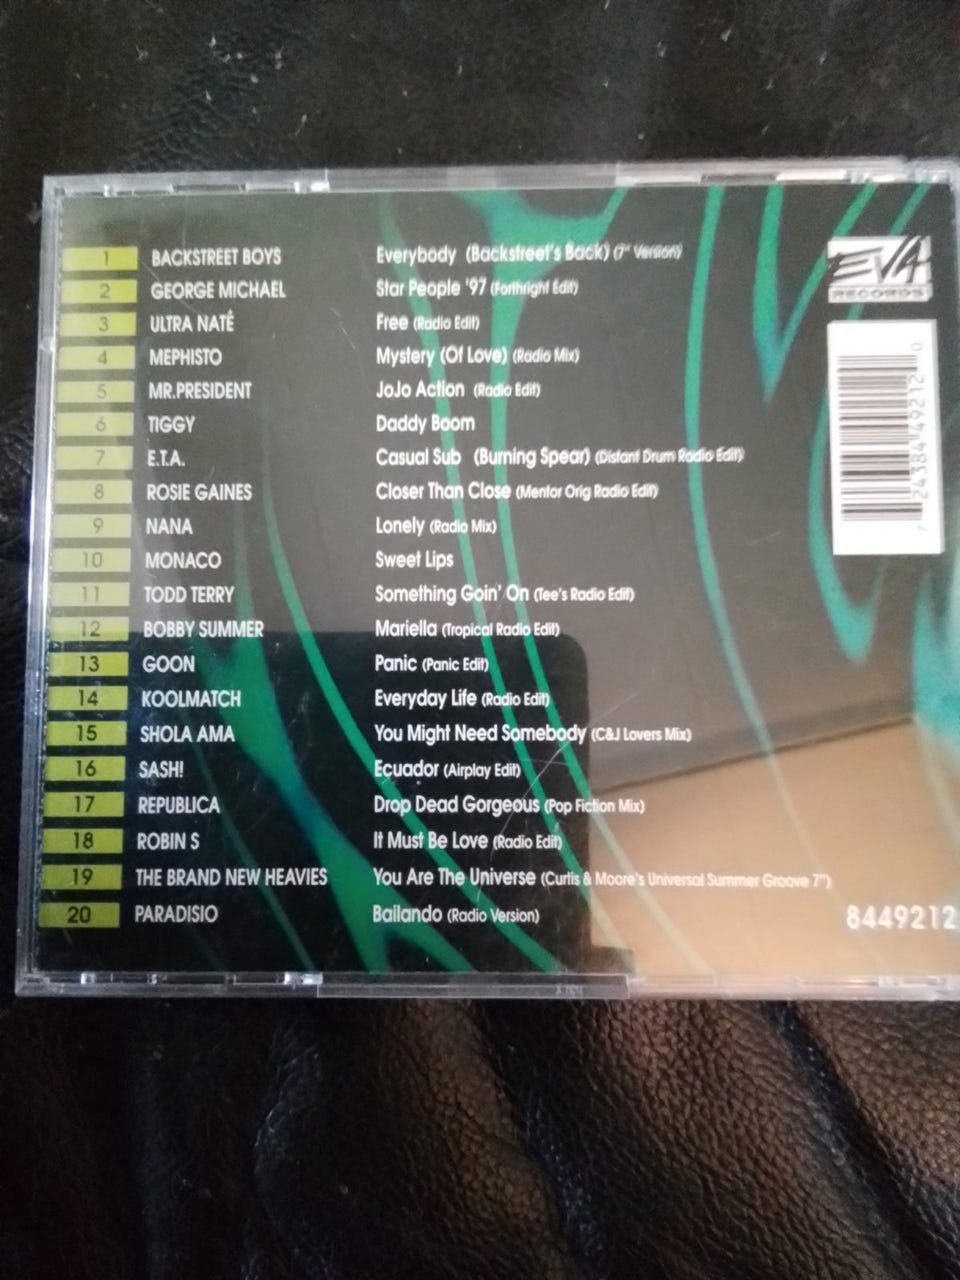 1 BACKSTREET BOYS Everybody (Backstreet's Back) (7" Version)
2 GEORGE MICHAEL Star People '97 (Forthright Edit)
3 ULTRA NATÉ Free (Radio Edit)
4 MEPHISTO Mystery (Of Love) (Radio Mix)
5 MR.PRESIDENT JoJo Action (Radio Edit)
6 TIGGY Daddy Boom
7 E.T.A. Casual Sub (Burning Spear) (Distant Drum Radio Edit)
8 ROSIE GAINES Closer Than Close (Mentor Orig Radio Edit)
9 NANA Lonely (Radio Mix)
10 MONACO Sweet Lips
11 TODD TERRY Something Goin' On (Tee's Radio Edit)
12 BOBBY SUMMER Mariella (Tropical Radio Edit)
13 GOON Panic (Panic Edit)
14 KOOLMATCH Everyday Life (Radio Edit)
15 SHOLA AMA You Might Need Somebody (C&J Lovers Mix)
16 SASH! Ecuador (Airplay Edit)
17 REPUBLICA Drop Dead Gorgeous (Pop Fiction Mix)
18 ROBIN S It Must Be Love (Radio Edit)
19 THE BRAND NEW HEAVIES You Are The Universe (Curtis & Moore's Universal Summer Groove 7")
20 PARADISIO Bailando (Radio Version)
EVA
RECORDS
7 24384 49212 0
8449212